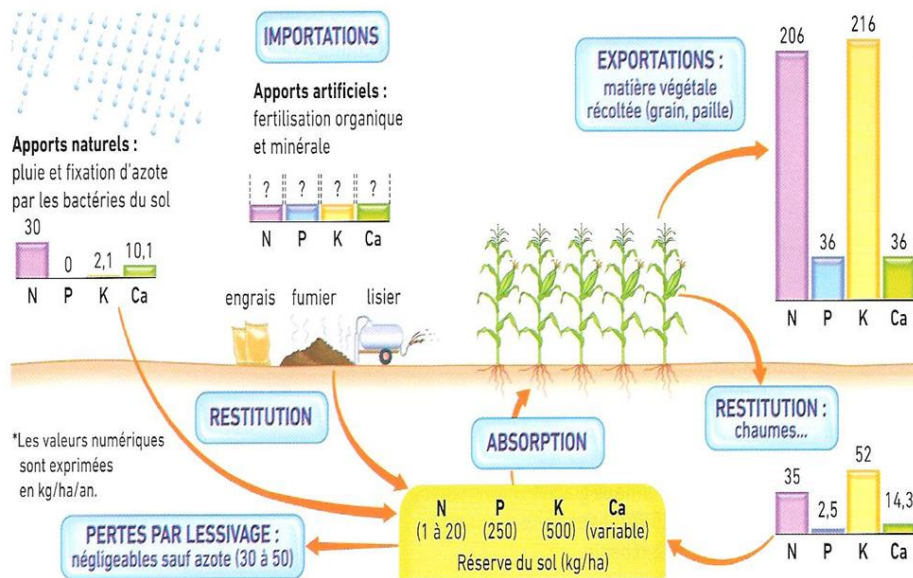 IMPORTATIONS
Apports artificiels :
fertilisation organique
et minérale
? ? ? ?
N P K Ca
Apports naturels :
pluie et fixation d'azote
par les bactéries du sol
30
0
2,1
10,1
N P K Ca
EXPORTATIONS :
matière végétale
récoltée (grain, paille)
206
36
216
36
N P K Ca
engrais fumier lisier
RESTITUTION
ABSORPTION
RESTITUTION :
chaumes...
35
2,5
52
14,3
N P K Ca
*Les valeurs numériques
sont exprimées
en kg/ha/an.
N P K Ca
(1 à 20) (250) (500) (variable)
Réserve du sol (kg/ha)
PERTES PAR LESSIVAGE :
négligeables sauf azote (30 à 50)